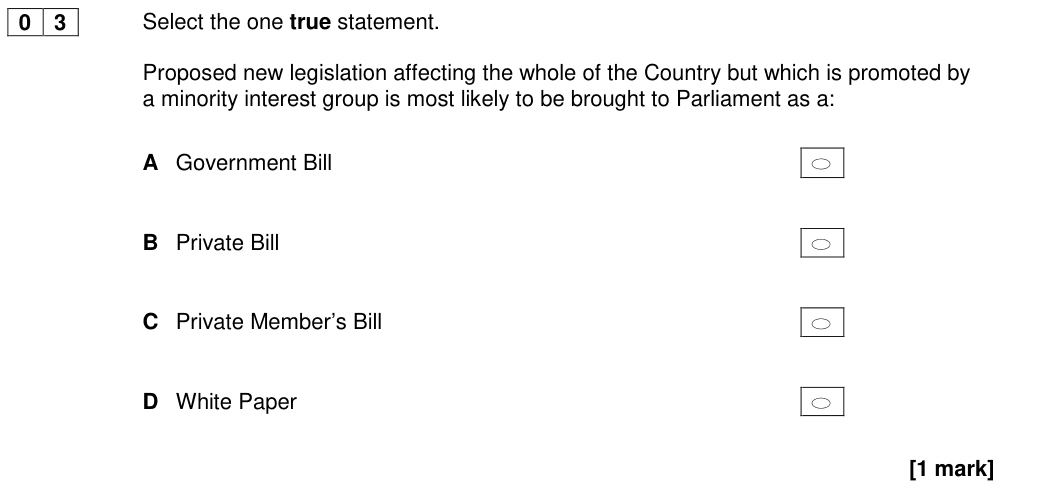 0 3 Select the one true statement.
Proposed new legislation affecting the whole of the Country but which is promoted by
a minority interest group is most likely to be brought to Parliament as a:
A Government Bill
B Private Bill
C Private Member’s Bill
D White Paper
[1 mark]